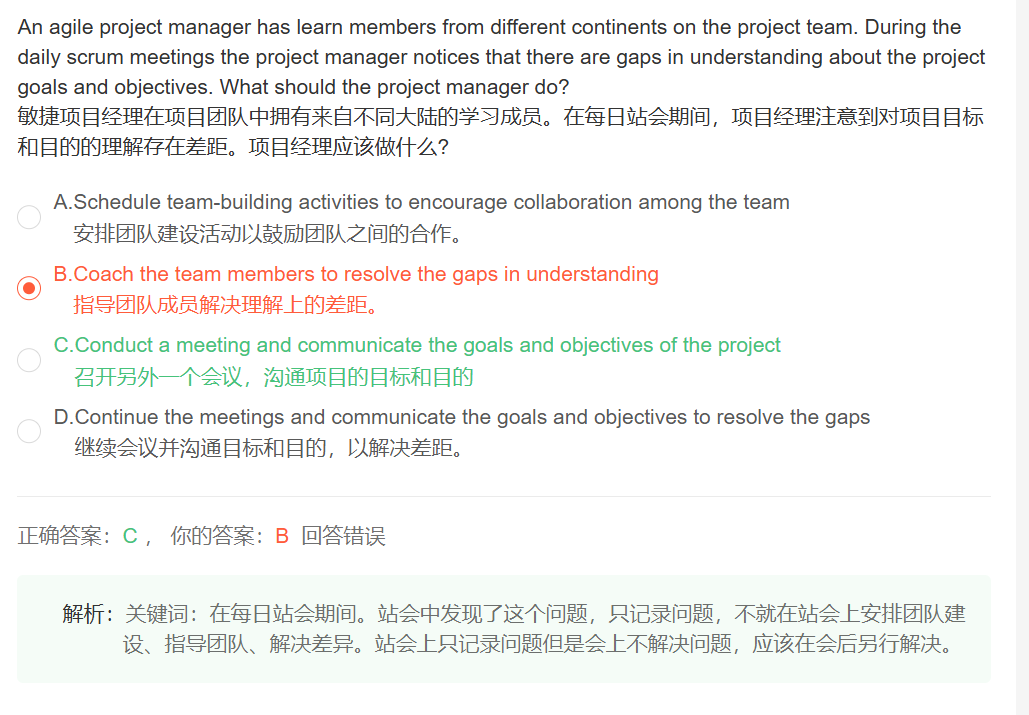 An agile project manager has learn members from different continents on the project team. During the
daily scrum meetings the project manager notices that there are gaps in understanding about the project
goals and objectives. What should the project manager do?
敏捷项目经理在项目团队中拥有来自不同大陆的学习成员。在每日站会期间，项目经理注意到对项目目标
和目的的理解存在差距。项目经理应该做什么?
A.Schedule team-building activities to encourage collaboration among the team
安排团队建设活动以鼓励团队之间的合作。
B.Coach the team members to resolve the gaps in understanding
指导团队成员解决理解上的差距。
C.Conduct a meeting and communicate the goals and objectives of the project
召开另外一个会议，沟通项目的目标和目的
D.Continue the meetings and communicate the goals and objectives to resolve the gaps
继续会议并沟通目标和目的，以解决差距。
正确答案：C ， 你的答案：B 回答错误
解析：关键词：在每日站会期间。站会中发现了这个问题，只记录问题，不就在站会上安排团队建
设、指导团队、解决差异。站会上只记录问题但是会上不解决问题，应该在会后另行解决。